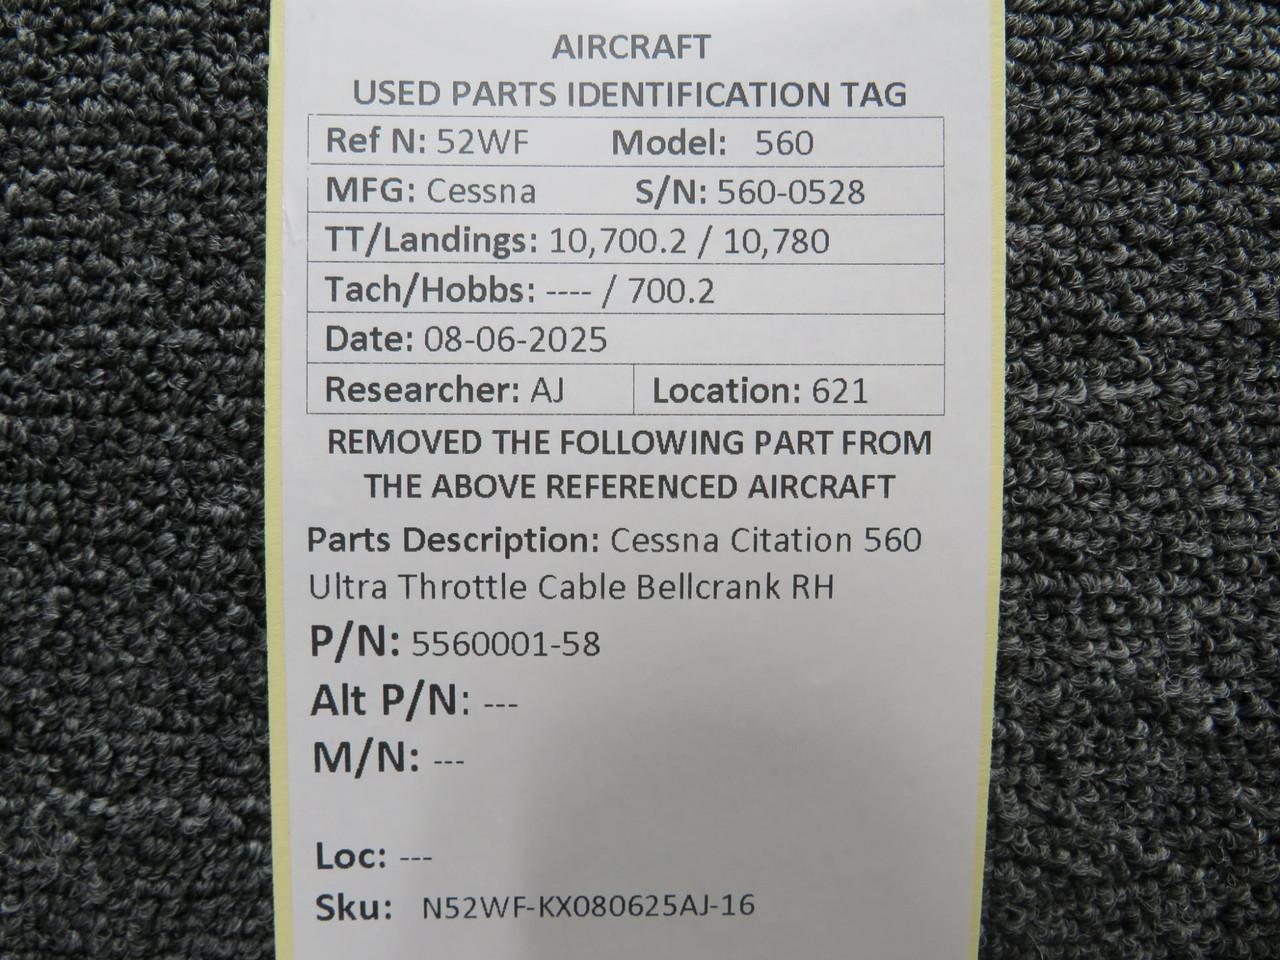 AIRCRAFT
USED PARTS IDENTIFICATION TAG
Ref N: 52WF Model: 560
MFG: Cessna S/N: 560-0528
TT/Landings: 10,700.2 / 10,780
Tach/Hobbs: ---- / 700.2
Date: 08-06-2025
Researcher: AJ Location: 621
REMOVED THE FOLLOWING PART FROM
THE ABOVE REFERENCED AIRCRAFT
Parts Description: Cessna Citation 560
Ultra Throttle Cable Bellcrank RH
P/N: 5560001-58
Alt P/N: ---
M/N: ---
Loc: ---
Sku: N52WF-KX080625AJ-16